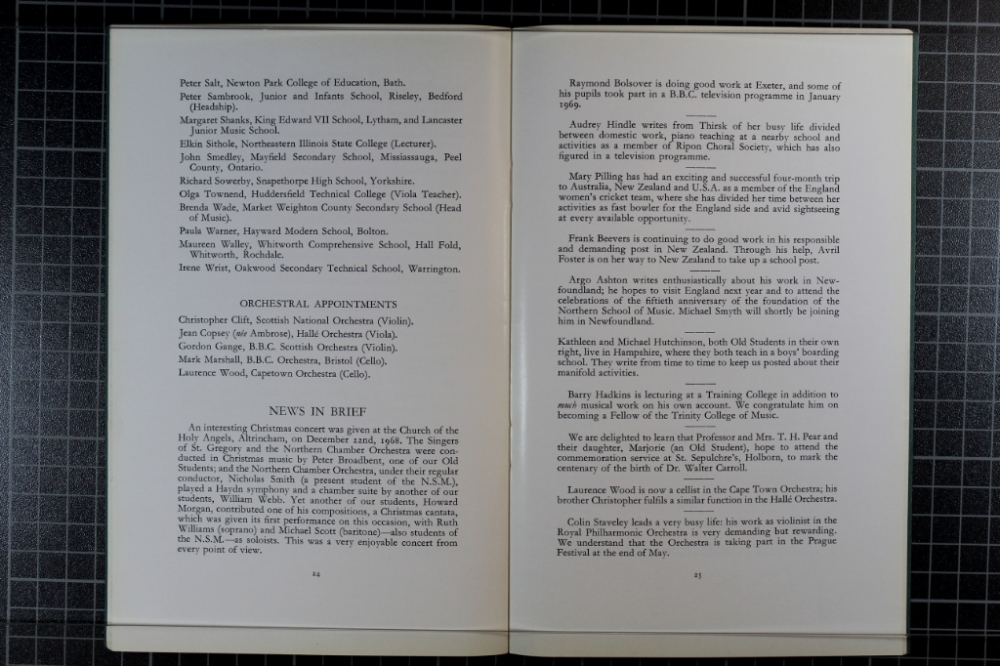 Peter Salt, Newton Park College of Education, Bath.
Peter Sambrook, Junior and Infants School, Riseley, Bedford
(Headship).
Margaret Shanks, King Edward VII School, Lytham, and Lancaster
Junior Music School.
Elkin Sithole, Northeastern Illinois State College (Lecturer).
John Smedley, Mayfield Secondary School, Mississauga, Peel
County, Ontario.
Richard Sowerby, Snapethorpe High School, Yorkshire.
Olga Townend, Huddersfield Technical College (Viola Teacher).
Brenda Wade, Market Weighton County Secondary School (Head
of Music).
Paula Warner, Hayward Modern School, Bolton.
Maureen Walley, Whitworth Comprehensive School, Hall Fold,
Whitworth, Rochdale.
Irene Wrist, Oakwood Secondary Technical School, Warrington.
ORCHESTRAL APPOINTMENTS
Christopher Clift, Scottish National Orchestra (Violin).
Jean Copsey (née Ambrose), Hallé Orchestra (Viola).
Gordon Gange, B.B.C. Scottish Orchestra (Violin).
Mark Marshall, B.B.C. Orchestra, Bristol (Cello).
Laurence Wood, Capetown Orchestra (Cello).
NEWS IN BRIEF
An interesting Christmas concert was given at the Church of the
Holy Angels, Altrincham, on December 22nd, 1968. The Singers
of St. Gregory and the Northern Chamber Orchestra were con-
ducted in Christmas music by Peter Broadbent, one of our Old
Students; and the Northern Chamber Orchestra, under their regular
conductor, Nicholas Smith (a present student of the N.S.M.),
played a Haydn symphony and a chamber suite by another of our
students, William Webb. Yet another of our students, Howard
Morgan, contributed one of his compositions, a Christmas cantata,
which was given its first performance on this occasion, with Ruth
Williams (soprano) and Michael Scott (baritone)—also students of
the N.S.M.—as soloists. This was a very enjoyable concert from
every point of view.
24
Raymond Bolsover is doing good work at Exeter, and some of
his pupils took part in a B.B.C. television programme in January
1969.
Audrey Hindle writes from Thirsk of her busy life divided
between domestic work, piano teaching at a nearby school and
activities as a member of Ripon Choral Society, which has also
figured in a television programme.
Mary Pilling has had an exciting and successful four-month trip
to Australia, New Zealand and U.S.A. as a member of the England
women's cricket team, where she has divided her time between her
activities as fast bowler for the England side and avid sightseeing
at every available opportunity.
Frank Beevers is continuing to do good work in his responsible
and demanding post in New Zealand. Through his help, Avril
Foster is on her way to New Zealand to take up a school post.
Argo Ashton writes enthusiastically about his work in New-
foundland; he hopes to visit England next year and to attend the
celebrations of the fiftieth anniversary of the foundation of the
Northern School of Music. Michael Smyth will shortly be joining
him in Newfoundland.
Kathleen and Michael Hutchinson, both Old Students in their own
right, live in Hampshire, where they both teach in a boys' boarding
school. They write from time to time to keep us posted about their
manifold activities.
Barry Hadkins is lecturing at a Training College in addition to
much musical work on his own account. We congratulate him on
becoming a Fellow of the Trinity College of Music.
We are delighted to learn that Professor and Mrs. T. H. Pear and
their daughter, Marjorie (an Old Student), hope to attend the
commemoration service at St. Sepulchre's, Holborn, to mark the
centenary of the birth of Dr. Walter Carroll.
Laurence Wood is now a cellist in the Cape Town Orchestra; his
brother Christopher fulfils a similar function in the Hallé Orchestra.
Colin Staveley leads a very busy life: his work as violinist in the
Royal Philharmonic Orchestra is very demanding but rewarding.
We understand that the Orchestra is taking part in the Prague
Festival at the end of May.
25